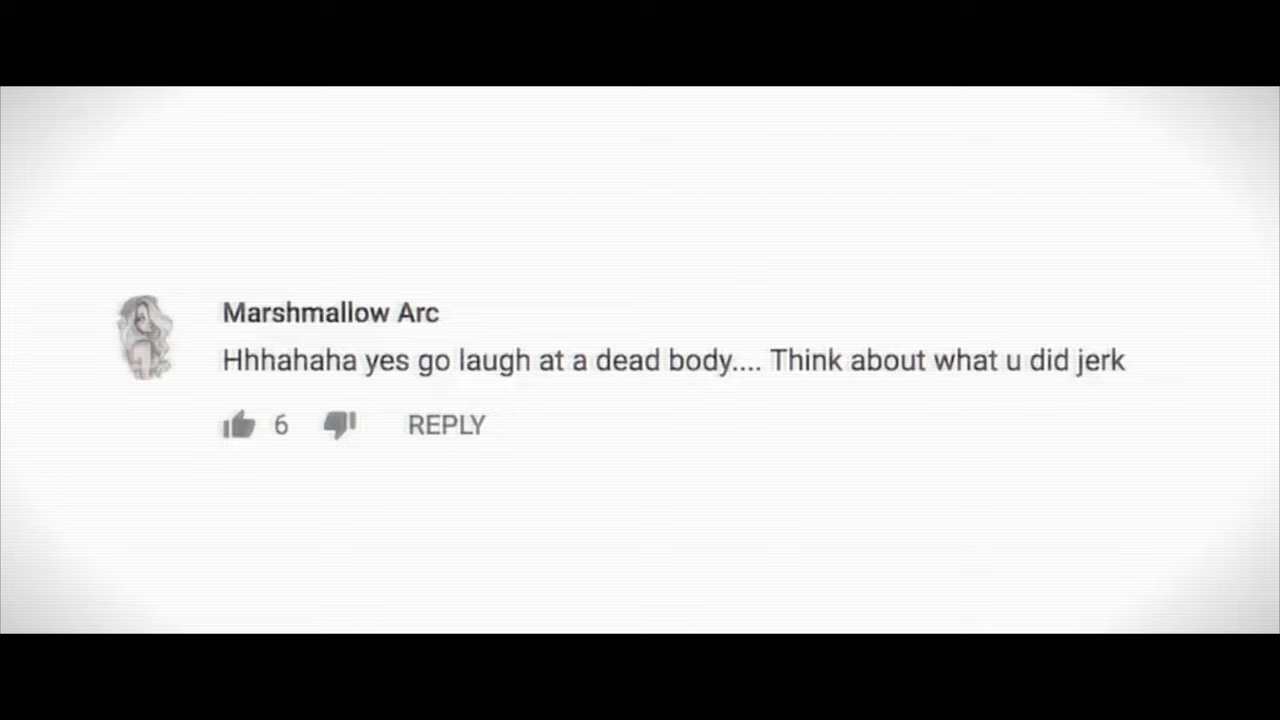 Marshmallow Arc
Hhhahaha yes go laugh at a dead body.... Think about what u did jerk
6 REPLY